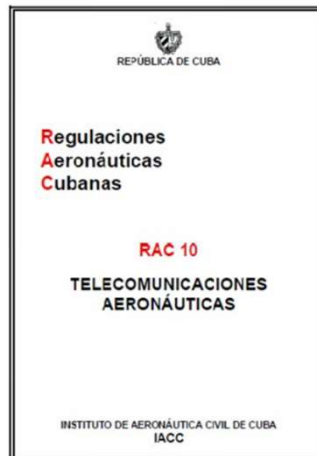 REPÚBLICA DE CUBA
Regulaciones
Aeronáuticas
Cubanas
RAC 10
TELECOMUNICACIONES
AERONÁUTICAS
INSTITUTO DE AERONÁUTICA CIVIL DE CUBA
IACC